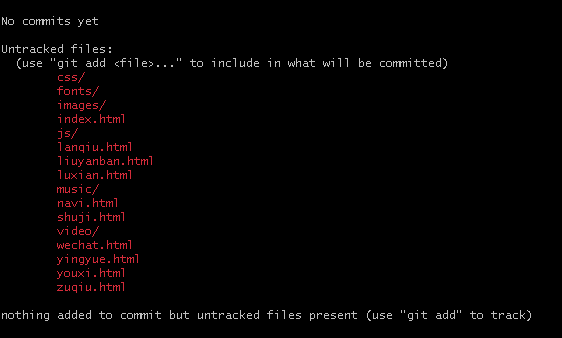 No commits yet
Untracked files:
(use "git add <file>..." to include in what will be committed)
css/
fonts/
images/
index.html
js/
lanqiu.html
liuyanban.html
luxian.html
music/
navi.html
shuji.html
video/
wechat.html
yingyue.html
youxi.html
zuqiu.html
nothing added to commit but untracked files present (use "git add" to track)